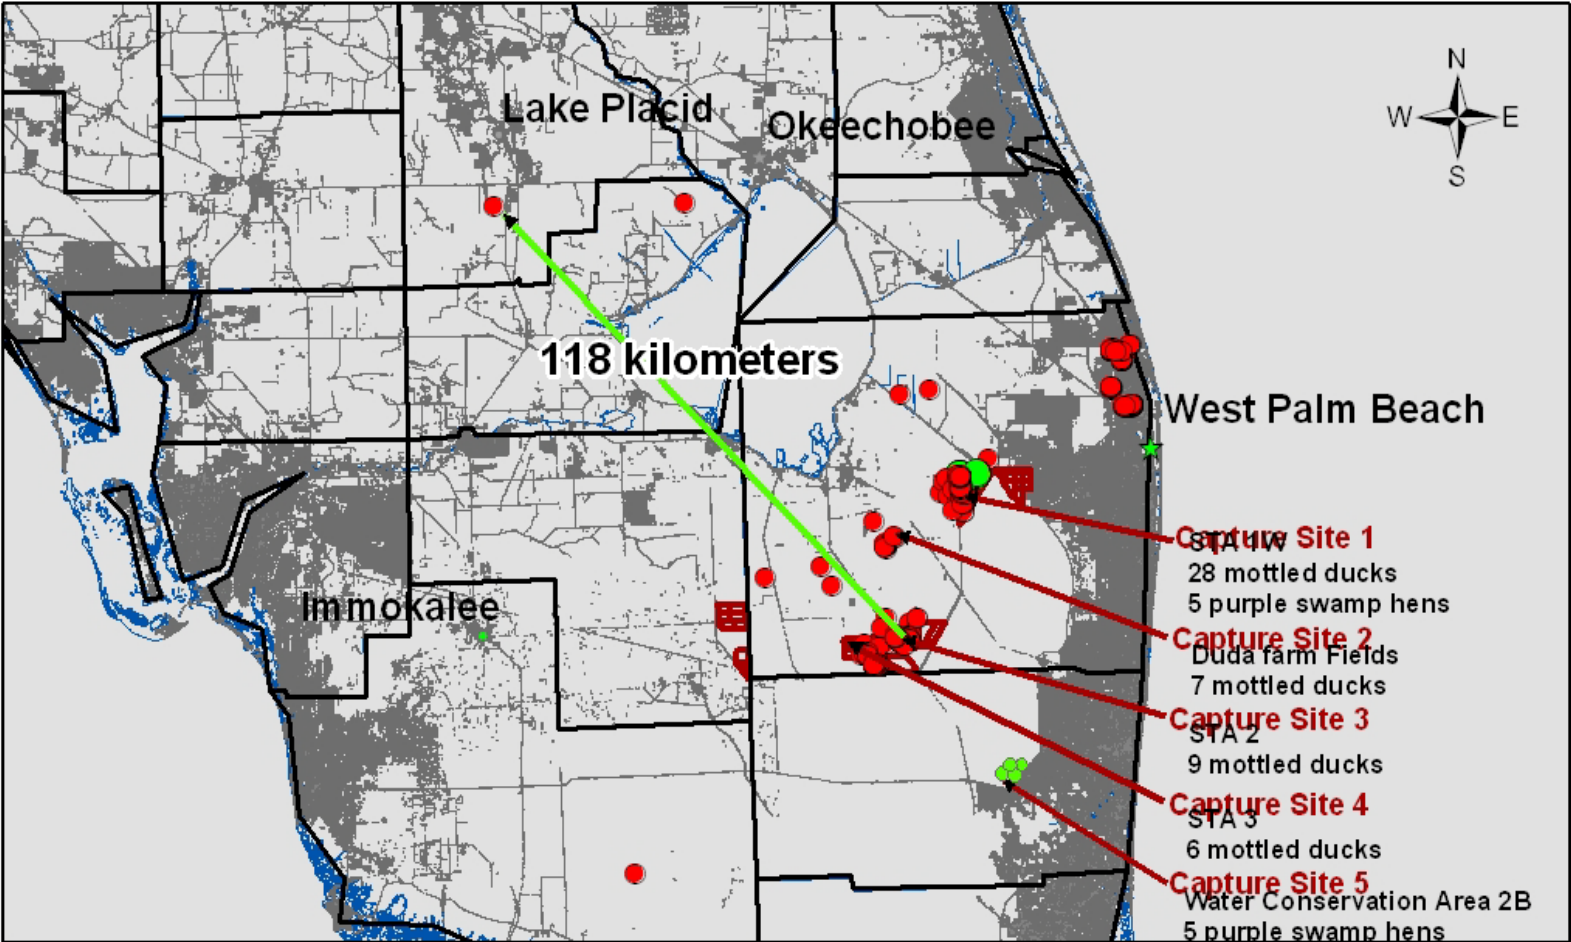 N
W E
S
Lake Placid
Okeechobee
118 kilometers
West Palm Beach
Immokalee
Capture Site 1
STA 1W
28 mottled ducks
5 purple swamp hens
Capture Site 2
Duda farm Fields
7 mottled ducks
Capture Site 3
STA 2
9 mottled ducks
Capture Site 4
STA 3
6 mottled ducks
Capture Site 5
Water Conservation Area 2B
5 purple swamp hens